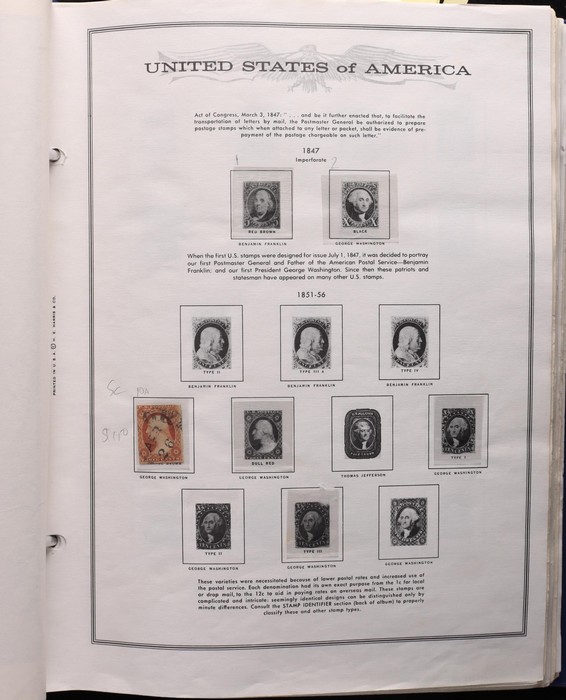 UNITED STATES of AMERICA
Act of Congress, March 3, 1847: ". . . and be it further enacted that, to facilitate the
transportation of letters by mail, the Postmaster General be authorized to prepare
postage stamps which when attached to any letter or packet, shall be evidence of pre-
payment of the postage chargeable on such letter."
1847
Imperforate
RED BROWN
BLACK
BENJAMIN FRANKLIN
GEORGE WASHINGTON
When the first U.S. stamps were designed for issue July 1, 1847, it was decided to portray
our first Postmaster General and Father of the American Postal Service—Benjamin
Franklin; and our first President George Washington. Since then these patriots and
statesman have appeared on many other U.S. stamps.
1851-56
TYPE II
TYPE III A
TYPE IV
BENJAMIN FRANKLIN
BENJAMIN FRANKLIN
BENJAMIN FRANKLIN
DULL RED
TYPE I
GEORGE WASHINGTON
GEORGE WASHINGTON
THOMAS JEFFERSON
GEORGE WASHINGTON
TYPE II
TYPE III
GEORGE WASHINGTON
GEORGE WASHINGTON
GEORGE WASHINGTON
These varieties were necessitated because of lower postal rates and increased use of
the postal service. Each denomination had its own exact purpose from the 1c for local
or drop mail, to the 12c to aid in paying rates on overseas mail. These stamps are
complicated and intricate: seemingly identical designs can be distinguished only by
minute differences. Consult the STAMP IDENTIFIER section (back of album) to properly
classify these and other stamp types.
PRINTED IN U. S. A. © H. E. HARRIS & CO.